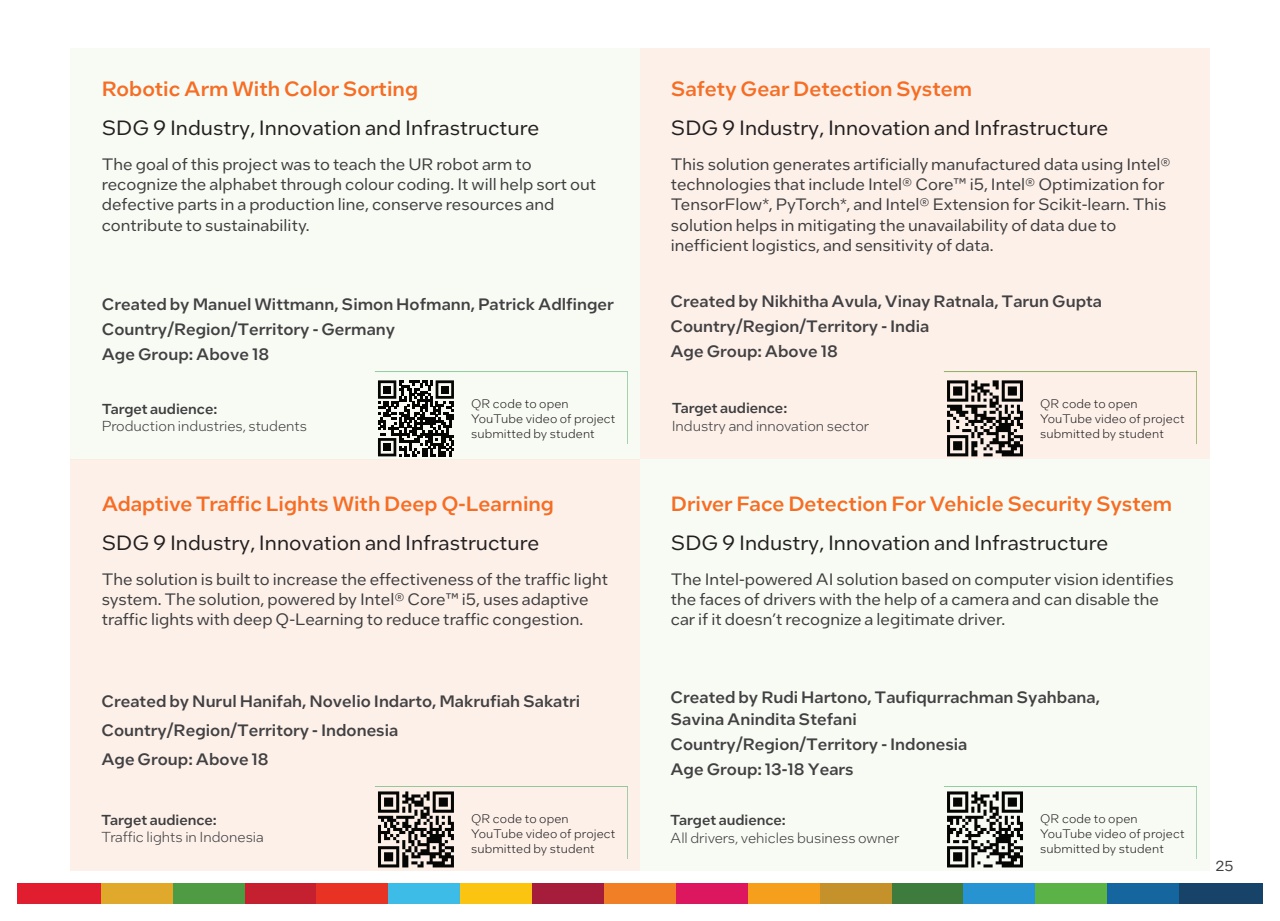 Robotic Arm With Color Sorting
SDG 9 Industry, Innovation and Infrastructure
The goal of this project was to teach the UR robot arm to
recognize the alphabet through colour coding. It will help sort out
defective parts in a production line, conserve resources and
contribute to sustainability.
Created by Manuel Wittmann, Simon Hofmann, Patrick Adlfinger
Country/Region/Territory - Germany
Age Group: Above 18
Target audience:
Production industries, students
QR code to open
YouTube video of project
submitted by student
Safety Gear Detection System
SDG 9 Industry, Innovation and Infrastructure
This solution generates artificially manufactured data using Intel®
technologies that include Intel® Core™ i5, Intel® Optimization for
TensorFlow*, PyTorch*, and Intel® Extension for Scikit-learn. This
solution helps in mitigating the unavailability of data due to
inefficient logistics, and sensitivity of data.
Created by Nikhitha Avula, Vinay Ratnala, Tarun Gupta
Country/Region/Territory - India
Age Group: Above 18
Target audience:
Industry and innovation sector
QR code to open
YouTube video of project
submitted by student
Adaptive Traffic Lights With Deep Q-Learning
SDG 9 Industry, Innovation and Infrastructure
The solution is built to increase the effectiveness of the traffic light
system. The solution, powered by Intel® Core™ i5, uses adaptive
traffic lights with deep Q-Learning to reduce traffic congestion.
Created by Nurul Hanifah, Novelio Indarto, Makrufiah Sakatri
Country/Region/Territory - Indonesia
Age Group: Above 18
Target audience:
Traffic lights in Indonesia
QR code to open
YouTube video of project
submitted by student
Driver Face Detection For Vehicle Security System
SDG 9 Industry, Innovation and Infrastructure
The Intel-powered AI solution based on computer vision identifies
the faces of drivers with the help of a camera and can disable the
car if it doesn’t recognize a legitimate driver.
Created by Rudi Hartono, Taufiqurrachman Syahbana,
Savina Anindita Stefani
Country/Region/Territory - Indonesia
Age Group: 13-18 Years
Target audience:
All drivers, vehicles business owner
QR code to open
YouTube video of project
submitted by student
25